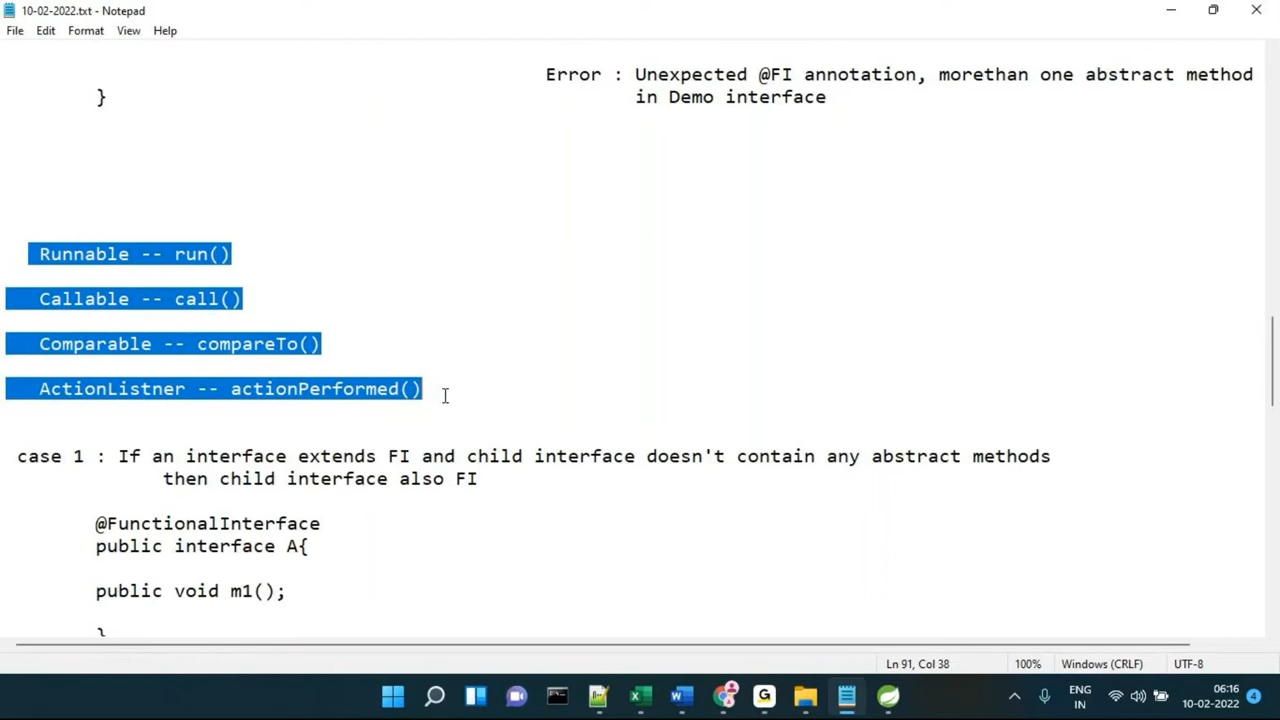 10-02-2022.txt - Notepad
File Edit Format View Help
Error : Unexpected @FI annotation, morethan one abstract method
} in Demo interface
Runnable -- run()
Callable -- call()
Comparable -- compareTo()
ActionListner -- actionPerformed()
case 1 : If an interface extends FI and child interface doesn't contain any abstract methods
then child interface also FI
@FunctionalInterface
public interface A{
public void m1();
}
Ln 91, Col 38 100% Windows (CRLF) UTF-8
ENG 06:16
IN 10-02-2022 4